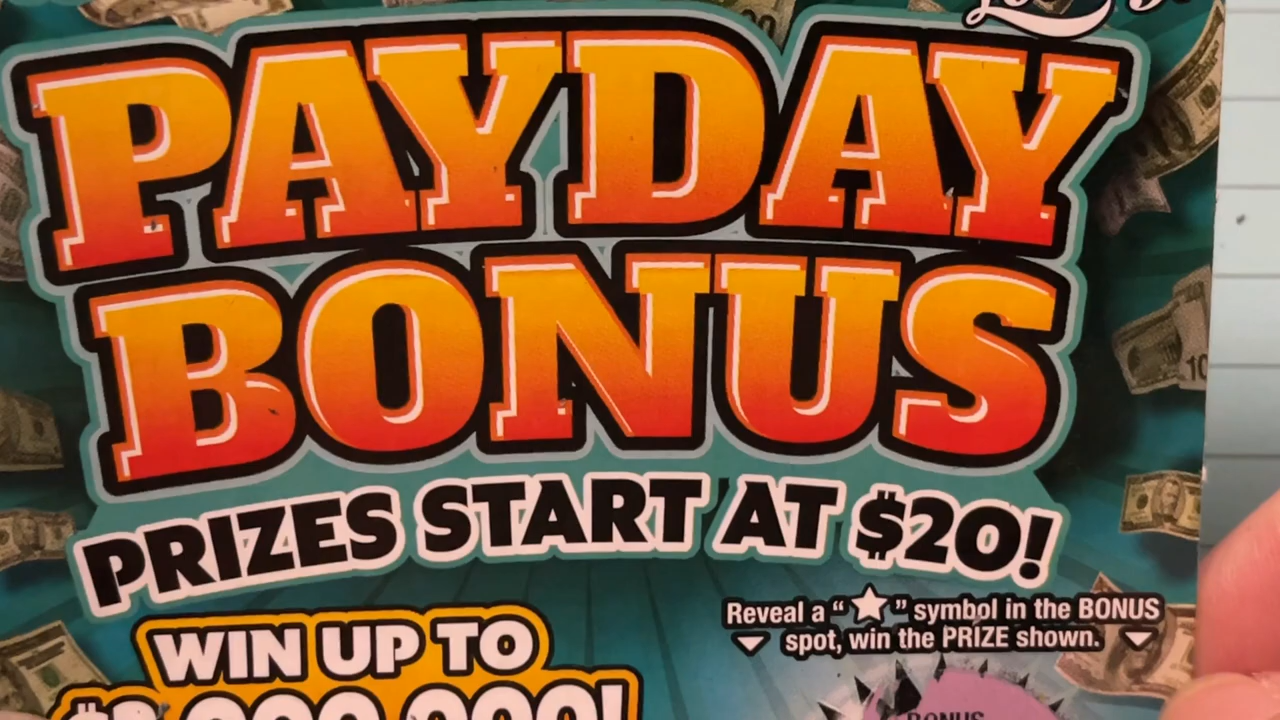 PAYDAY
BONUS
PRIZES START AT $20!
Reveal a "★" symbol in the BONUS
spot, win the PRIZE shown.
WIN UP TO
BONUS